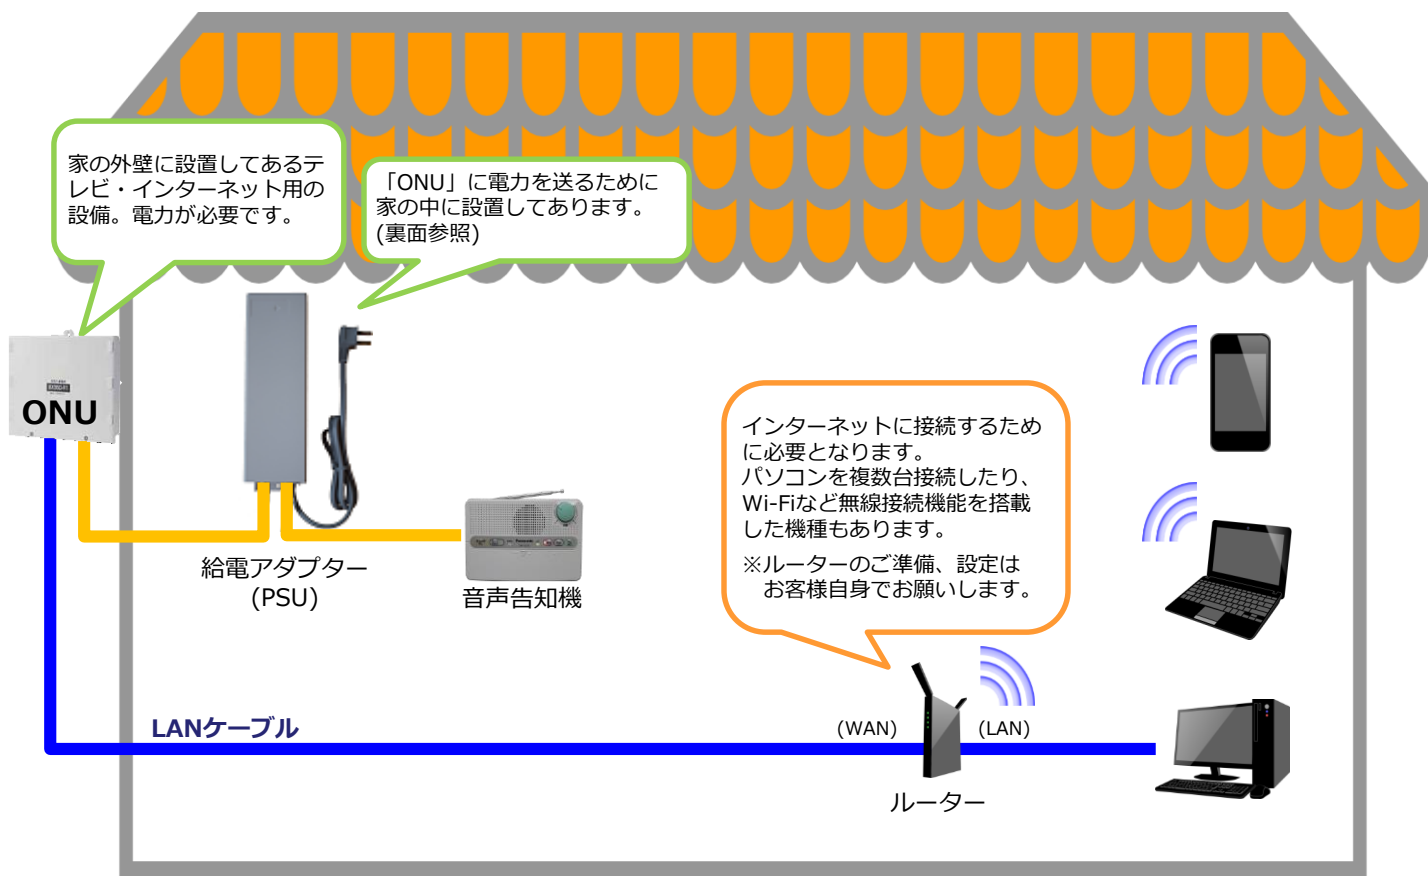 家の外壁に設置してあるテ
レビ・インターネット用の
設備。電力が必要です。
「ONU」に電力を送るために
家の中に設置してあります。
(裏面参照)
ONU
給電アダプター
(PSU)
音声告知機
インターネットに接続するため
に必要となります。
パソコンを複数台接続したり、
Wi-Fiなど無線接続機能を搭載
した機種もあります。
※ルーターのご準備、設定は
お客様自身でお願いします。
LANケーブル
(WAN)
(LAN)
ルーター